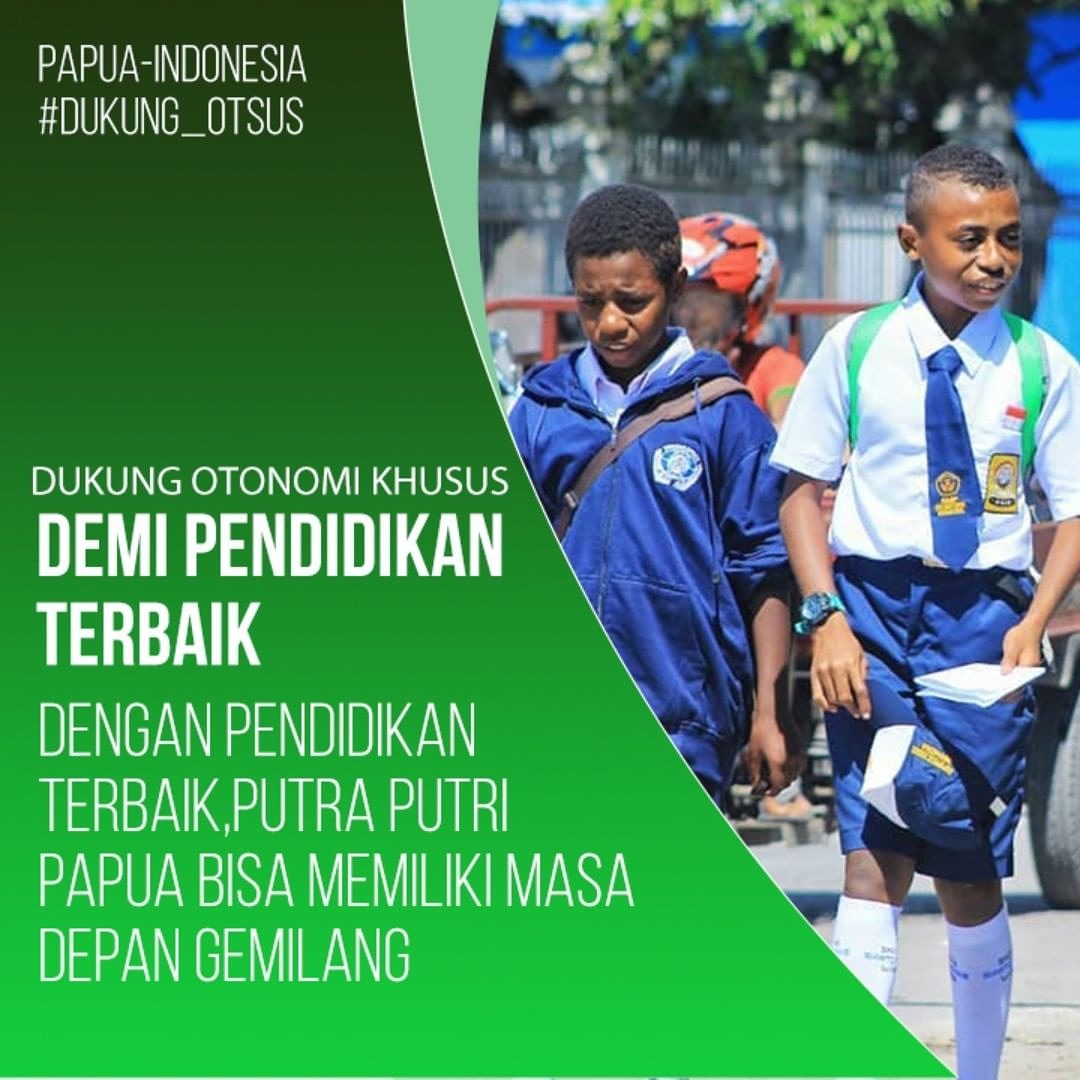 PAPUA-INDONESIA
#DUKUNG_OTSUS
DUKUNG OTONOMI KHUSUS
DEMI PENDIDIKAN
TERBAIK
DENGAN PENDIDIKAN
TERBAIK,PUTRA PUTRI
PAPUA BISA MEMILIKI MASA
DEPAN GEMILANG